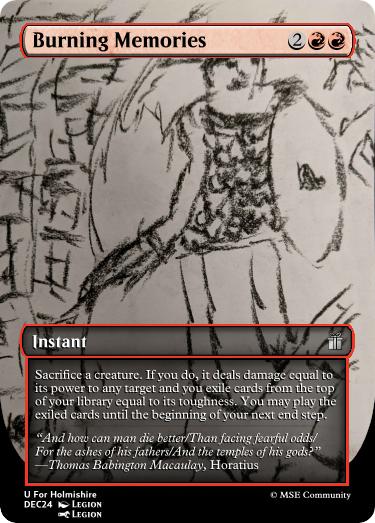 Burning Memories 2
Instant
Sacrifice a creature. If you do, it deals damage equal to
its power to any target and you exile cards from the top
of your library equal to its toughness. You may play the
exiled cards until the beginning of your next end step.
“And how can man die better/Than facing fearful odds/
For the ashes of his fathers/And the temples of his gods?”
—Thomas Babington Macaulay, Horatius
U For Holmishire
DEC24 Legion
Legion
© MSE Community